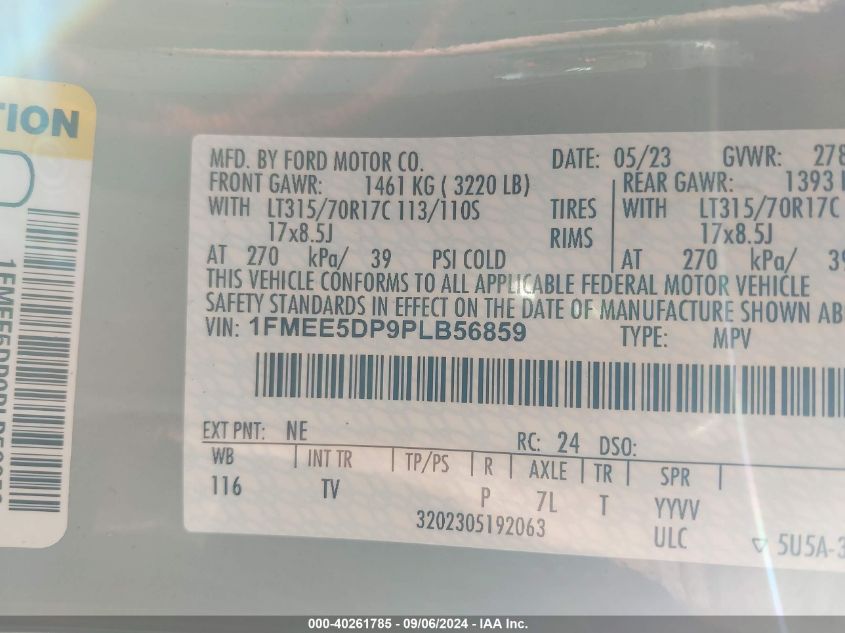 TION
1FMEE5DP9PLB56859
MFD. BY FORD MOTOR CO. DATE: 05/23 GVWR: 278
FRONT GAWR: 1461 KG ( 3220 LB) REAR GAWR: 1393
WITH LT315/70R17C 113/110S TIRES WITH LT315/70R17C
17x8.5J RIMS 17x8.5J
AT 270 kPa/ 39 PSI COLD AT 270 kPa/ 39
THIS VEHICLE CONFORMS TO ALL APPLICABLE FEDERAL MOTOR VEHICLE
SAFETY STANDARDS IN EFFECT ON THE DATE OF MANUFACTURE SHOWN AB
VIN: 1FMEE5DP9PLB56859 TYPE: MPV
EXT PNT: NE RC: 24 DSO:
WB INT TR TP/PS R AXLE TR SPR
116 TV P 7L T YYVV
3202305192063 ULC 5U5A-3
000-40261785 - 09/06/2024 - IAA Inc.